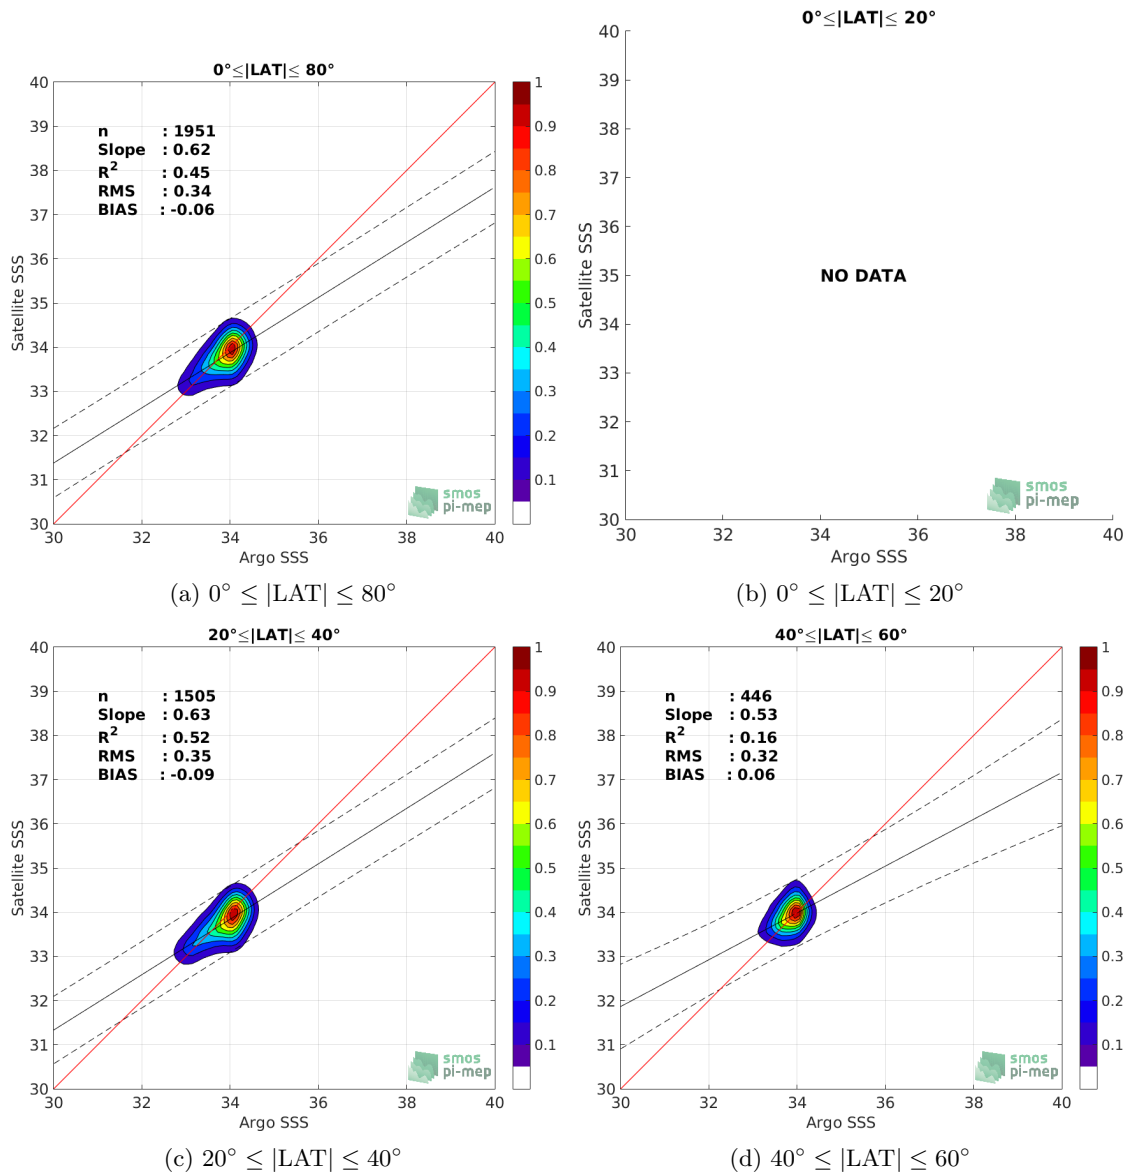 0°≤|LAT|≤ 80°
40
39
38
37
36
35
34
33
32
31
30
Satellite SSS
n : 1951
Slope : 0.62
R² : 0.45
RMS : 0.34
BIAS : -0.06
30 32 34 36 38 40
Argo SSS
1
0.9
0.8
0.7
0.6
0.5
0.4
0.3
0.2
0.1
smos
pi-mep
(a) 0° ≤ |LAT| ≤ 80°
0°≤|LAT|≤ 20°
40
39
38
37
36
35
34
33
32
31
30
Satellite SSS
NO DATA
30 32 34 36 38 40
Argo SSS
smos
pi-mep
(b) 0° ≤ |LAT| ≤ 20°
20°≤|LAT|≤ 40°
40
39
38
37
36
35
34
33
32
31
30
Satellite SSS
n : 1505
Slope : 0.63
R² : 0.52
RMS : 0.35
BIAS : -0.09
30 32 34 36 38 40
Argo SSS
1
0.9
0.8
0.7
0.6
0.5
0.4
0.3
0.2
0.1
smos
pi-mep
(c) 20° ≤ |LAT| ≤ 40°
40°≤|LAT|≤ 60°
40
39
38
37
36
35
34
33
32
31
30
Satellite SSS
n : 446
Slope : 0.53
R² : 0.16
RMS : 0.32
BIAS : 0.06
30 32 34 36 38 40
Argo SSS
1
0.9
0.8
0.7
0.6
0.5
0.4
0.3
0.2
0.1
smos
pi-mep
(d) 40° ≤ |LAT| ≤ 60°